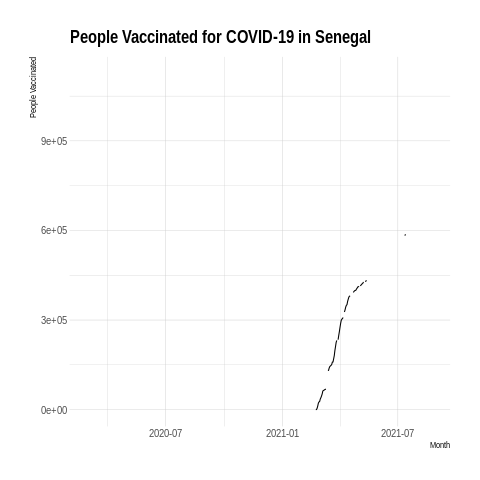 People Vaccinated for COVID-19 in Senegal
People Vaccinated
9e+05
6e+05
3e+05
0e+00
2020-07
2021-01
2021-07
Month